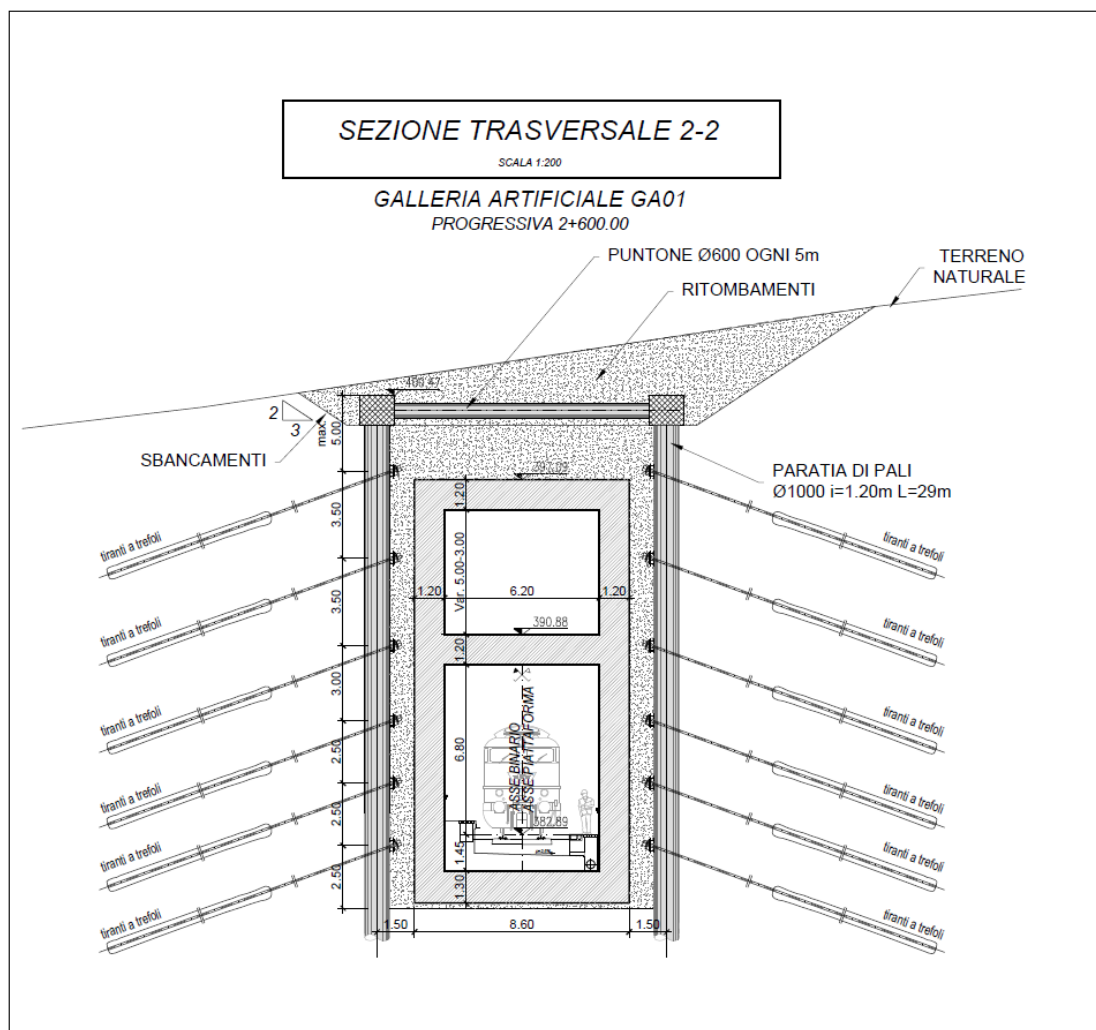 SEZIONE TRASVERSALE 2-2
SCALA 1:200
GALLERIA ARTIFICIALE GA01
PROGRESSIVA 2+600.00
PUNTONE Ø600 OGNI 5m
TERRENO
NATURALE
RITOMBAMENTI
400,47
2
3
max.
SBANCAMENTI
5.00
397,09
PARATIA DI PALI
Ø1000 i=1.20m L=29m
1.20
3.50
tiranti a trefoli
tiranti a trefoli
Var. 5.00-3.00
1.20
6.20
1.20
3.50
tiranti a trefoli
tiranti a trefoli
390,88
1.20
3.00
tiranti a trefoli
tiranti a trefoli
6.80
ASSE BINARIO
ASSE PIATTAFORMA
2.50
tiranti a trefoli
tiranti a trefoli
382,89
2.50
1.45
tiranti a trefoli
tiranti a trefoli
2.50
1.30
tiranti a trefoli
tiranti a trefoli
1.50
8.60
1.50